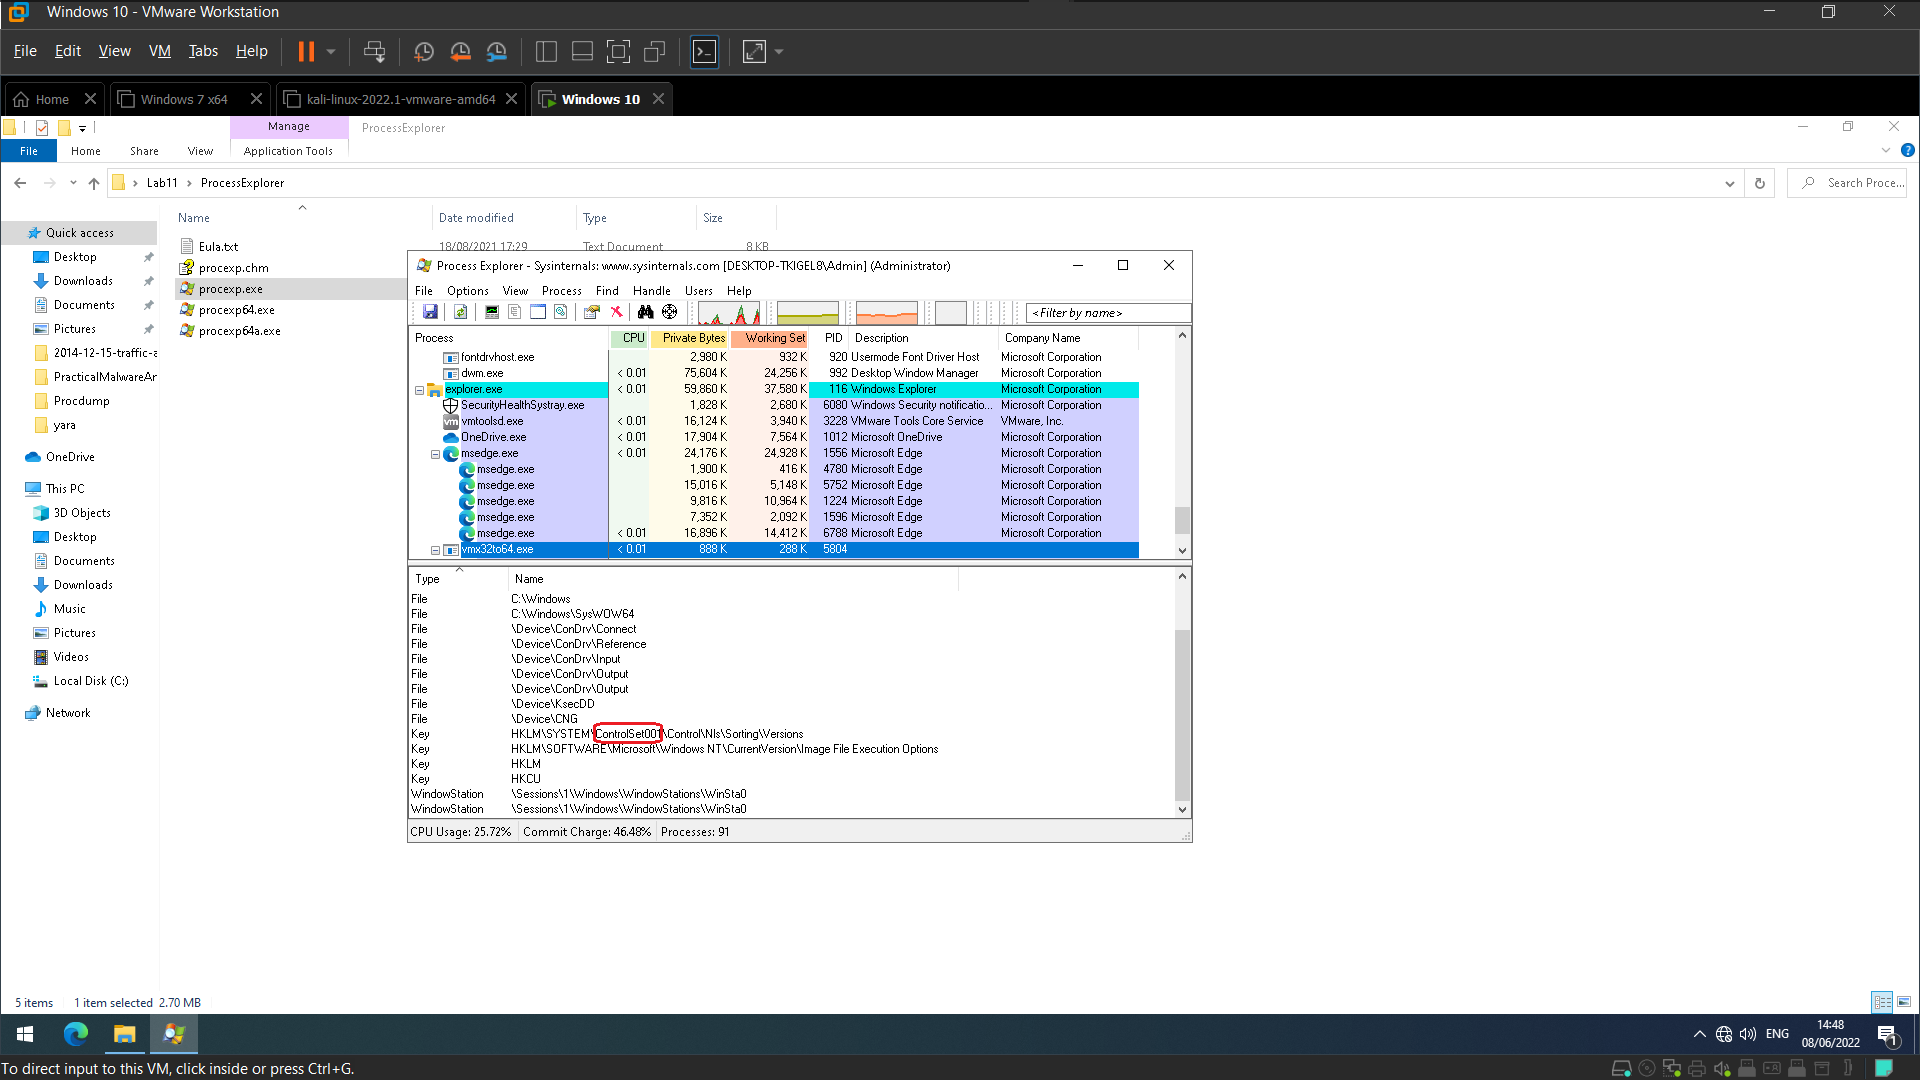 Windows 10 - VMware Workstation
File Edit View VM Tabs Help
Home
Windows 7 x64
kali-linux-2022.1-vmware-amd64
Windows 10
Manage ProcessExplorer
File Home Share View Application Tools
Lab11 ProcessExplorer Search Proce...
Name Date modified Type Size
Quick access
Desktop
Downloads
Documents
Pictures
2014-12-15-traffic-a
PracticalMalwareAr
Procdump
yara
OneDrive
This PC
3D Objects
Desktop
Documents
Downloads
Music
Pictures
Videos
Local Disk (C:)
Network
Eula.txt 18/08/2021 17:29 Text Document 8 KB
procexp.chm
procexp.exe
procexp64.exe
procexp64a.exe
Process Explorer - Sysinternals: www.sysinternals.com [DESKTOP-TKIGEL8\Admin] (Administrator)
File Options View Process Find Handle Users Help
<Filter by name>
Process CPU Private Bytes Working Set PID Description Company Name
fontdrvhost.exe 2,980 K 932 K 920 Usermode Font Driver Host Microsoft Corporation
dwm.exe < 0.01 75,604 K 24,256 K 992 Desktop Window Manager Microsoft Corporation
explorer.exe < 0.01 59,860 K 37,580 K 116 Windows Explorer Microsoft Corporation
SecurityHealthSystray.exe 1,828 K 2,680 K 6080 Windows Security notificatio... Microsoft Corporation
vmtoolsd.exe < 0.01 16,124 K 3,940 K 3228 VMware Tools Core Service VMware, Inc.
OneDrive.exe < 0.01 17,904 K 7,564 K 1012 Microsoft OneDrive Microsoft Corporation
msedge.exe < 0.01 24,176 K 24,928 K 1556 Microsoft Edge Microsoft Corporation
msedge.exe 1,900 K 416 K 4780 Microsoft Edge Microsoft Corporation
msedge.exe 15,016 K 5,148 K 5752 Microsoft Edge Microsoft Corporation
msedge.exe 9,816 K 10,964 K 1224 Microsoft Edge Microsoft Corporation
msedge.exe 7,352 K 2,092 K 1596 Microsoft Edge Microsoft Corporation
msedge.exe < 0.01 16,896 K 14,412 K 6788 Microsoft Edge Microsoft Corporation
vmx32to64.exe < 0.01 888 K 288 K 5804
Type Name
File C:\Windows
File C:\Windows\SysWOW64
File \Device\ConDrv\Connect
File \Device\ConDrv\Reference
File \Device\ConDrv\Input
File \Device\ConDrv\Output
File \Device\ConDrv\Output
File \Device\KsecDD
File \Device\CNG
Key HKLM\SYSTEM\ControlSet001\Control\Nls\Sorting\Versions
Key HKLM\SOFTWARE\Microsoft\Windows NT\CurrentVersion\Image File Execution Options
Key HKLM
Key HKCU
WindowStation \Sessions\1\Windows\WindowStations\WinSta0
WindowStation \Sessions\1\Windows\WindowStations\WinSta0
CPU Usage: 25.72% Commit Charge: 46.48% Processes: 91
5 items 1 item selected 2.70 MB
ENG
14:48
08/06/2022
1
To direct input to this VM, click inside or press Ctrl+G.